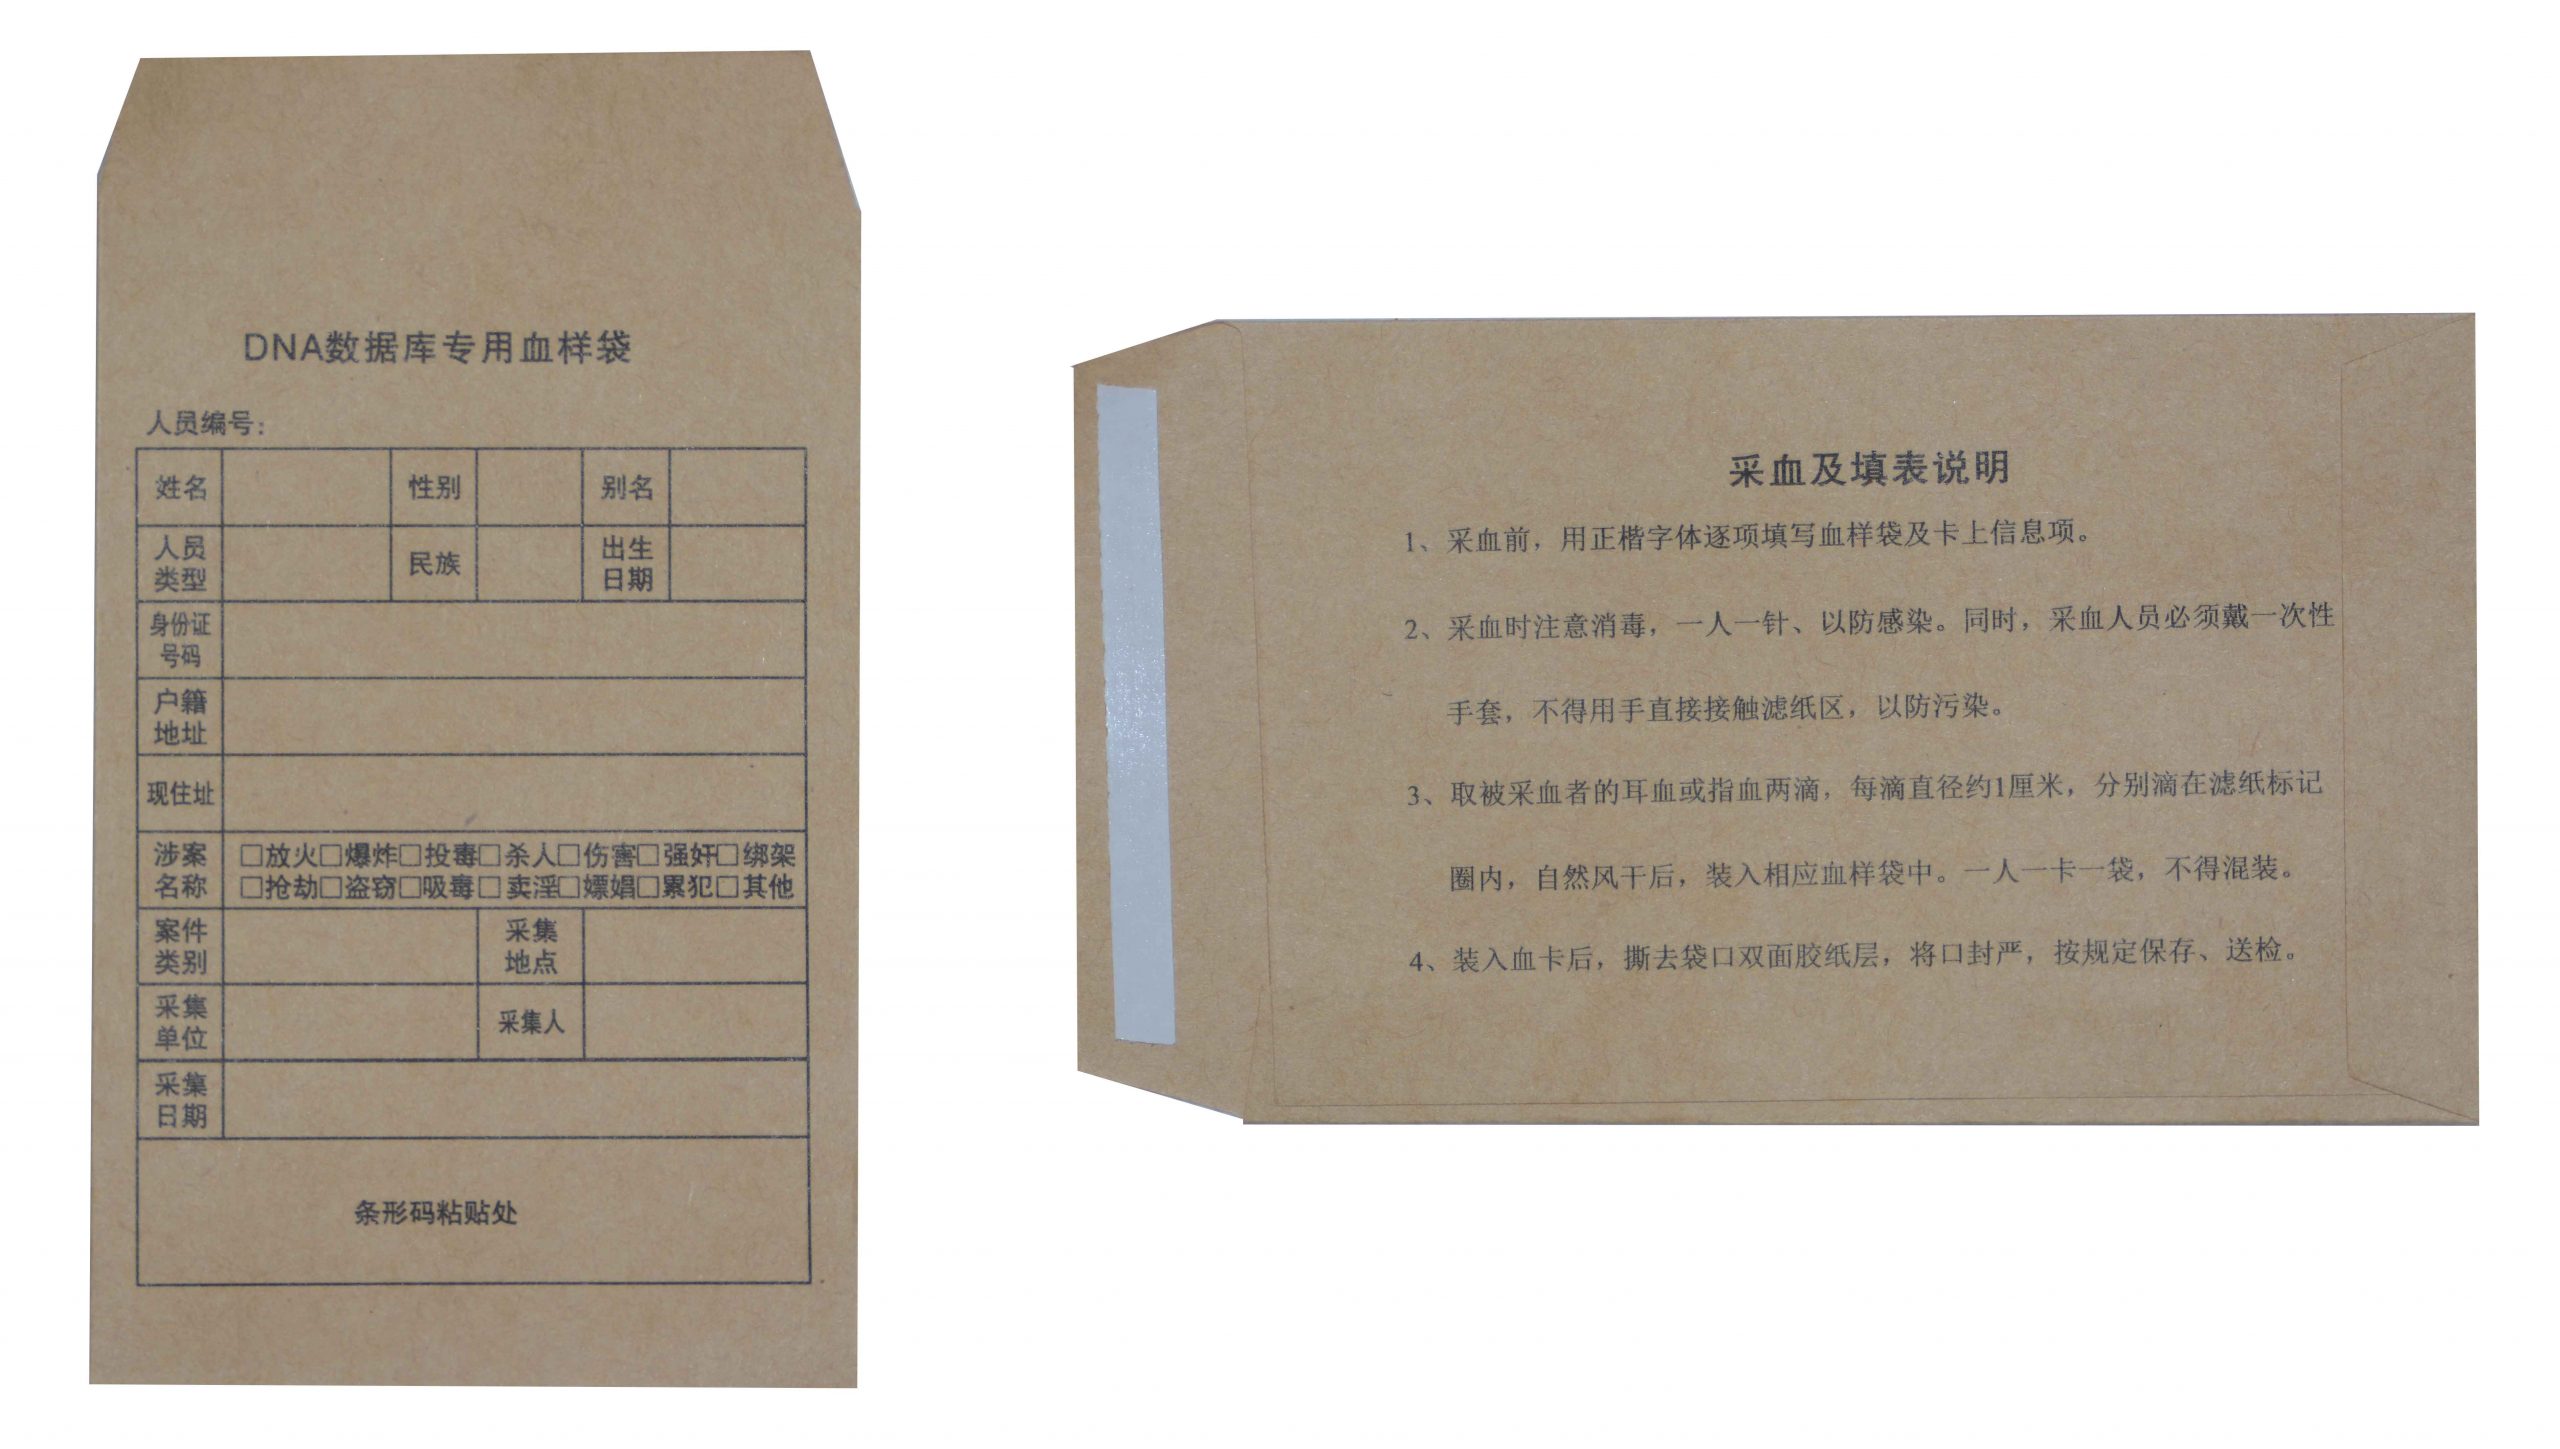 DNA数据库专用血样袋
人员编号：
姓名 性别 别名
人员类型 民族 出生日期
身份证号码
户籍地址
现住址
涉案名称 □放火□爆炸□投毒□杀人□伤害□强奸□绑架
□抢劫□盗窃□吸毒□卖淫□嫖娼□累犯□其他
案件类别 采集地点
采集单位 采集人
采集日期
条形码粘贴处
采血及填表说明
1、采血前，用正楷字体逐项填写血样袋及卡上信息项。
2、采血时注意消毒，一人一针、以防感染。同时，采血人员必须戴一次性
手套，不得用手直接接触滤纸区，以防污染。
3、取被采血者的耳血或指血两滴，每滴直径约1厘米，分别滴在滤纸标记
圈内，自然风干后，装入相应血样袋中。一人一卡一袋，不得混装。
4、装入血卡后，撕去袋口双面胶纸层，将口封严，按规定保存、送检。